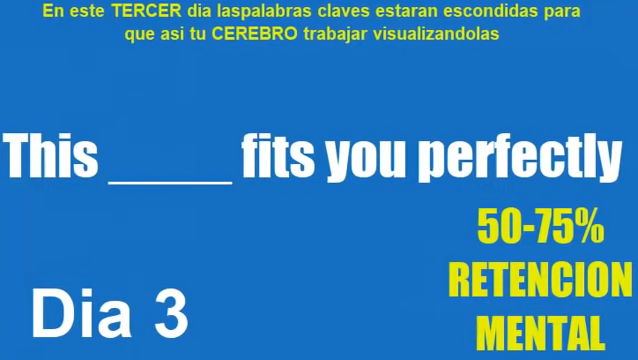 En este TERCER dia laspalabras claves estaran escondidas para
que asi tu CEREBRO trabajar visualizandolas
This _____ fits you perfectly
50-75%
RETENCION
MENTAL
Dia 3